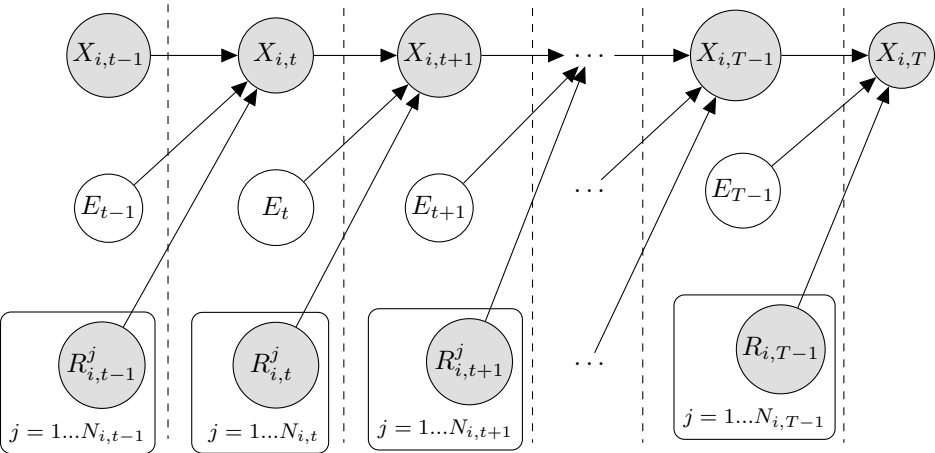 X_{i,t−1} X_{i,t} X_{i,t+1} ... X_{i,T−1} X_{i,T}
E_{t−1} E_t E_{t+1} ... E_{T−1}
R^j_{i,t−1} R^j_{i,t} R^j_{i,t+1} ... R_{i,T−1}
j = 1...N_{i,t−1} j = 1...N_{i,t} j = 1...N_{i,t+1} j = 1...N_{i,T−1}